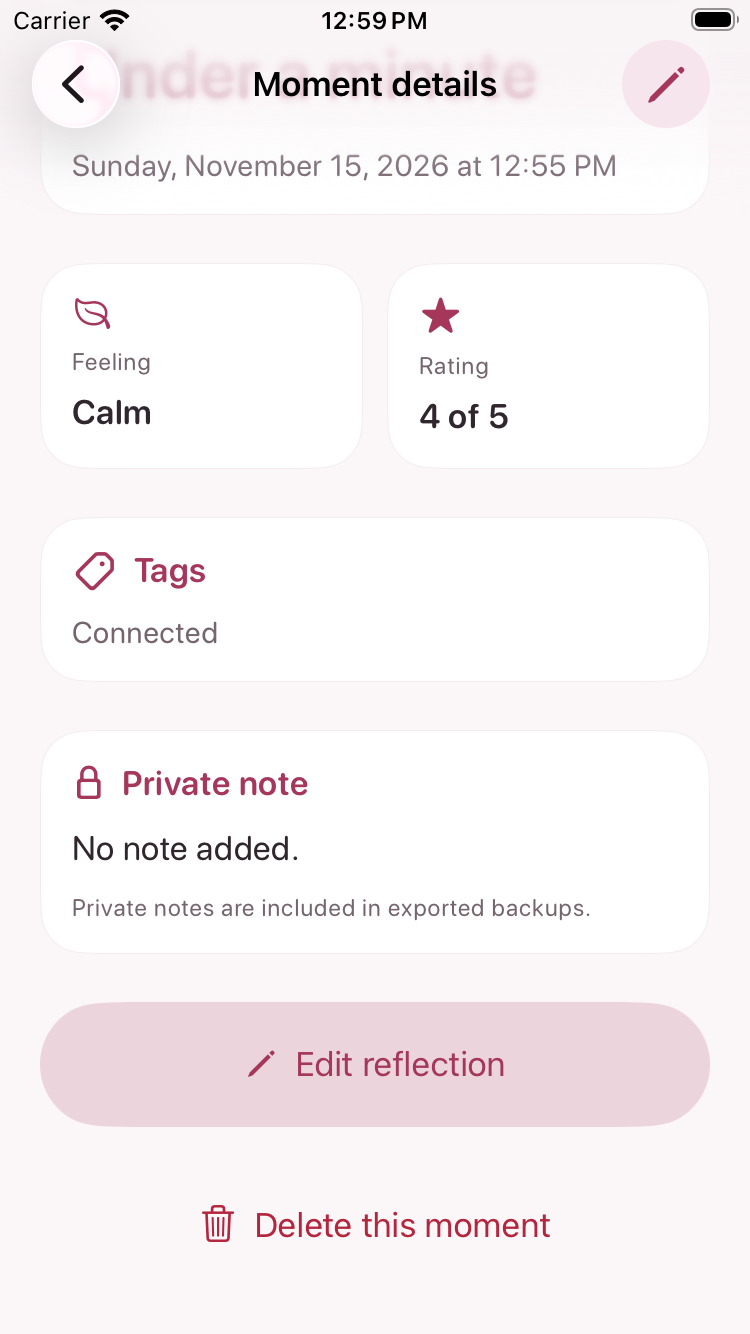 Carrier 12:59 PM
Under a minute
Moment details
Sunday, November 15, 2026 at 12:55 PM
Feeling
Calm
Rating
4 of 5
Tags
Connected
Private note
No note added.
Private notes are included in exported backups.
Edit reflection
Delete this moment